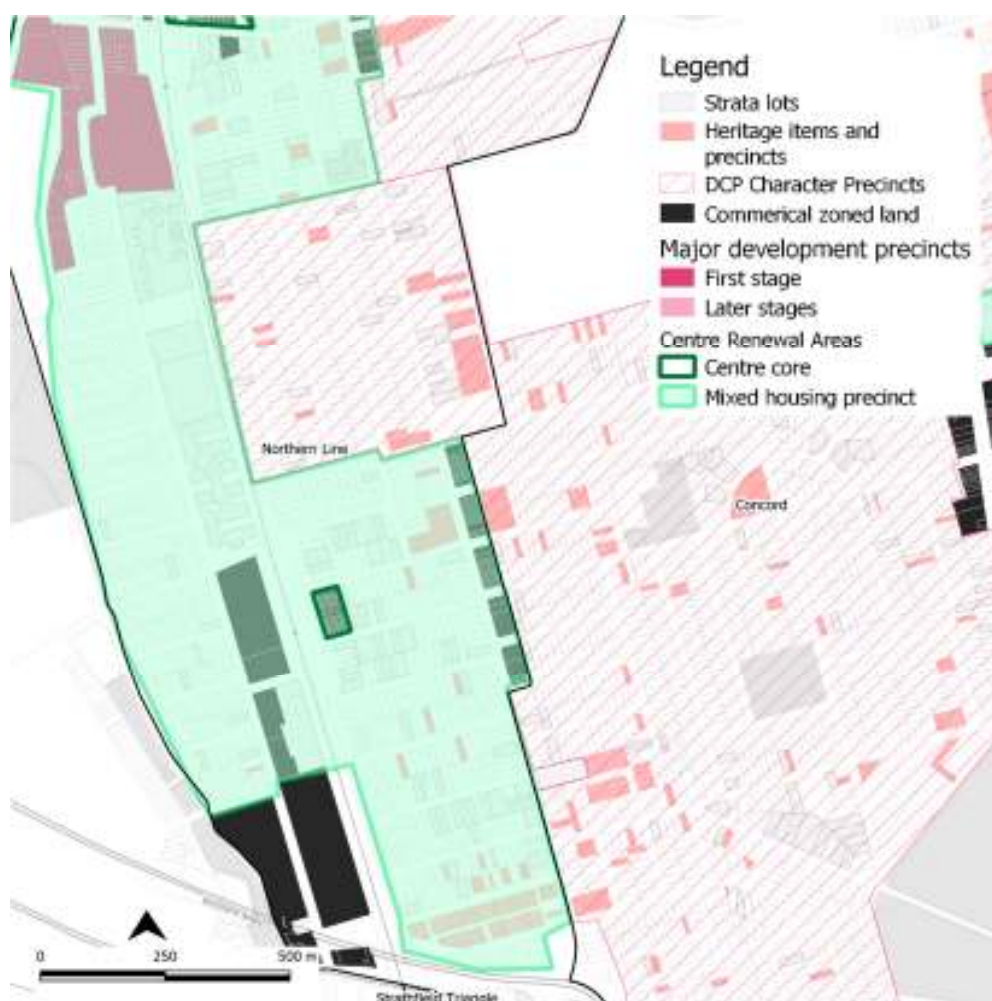 Legend
Strata lots
Heritage items and
precincts
DCP Character Precincts
Commerical zoned land
Major development precincts
First stage
Later stages
Centre Renewal Areas
Centre core
Mixed housing precinct
Northern Line
Concord
0 250 500 m
Strathfield Triangle